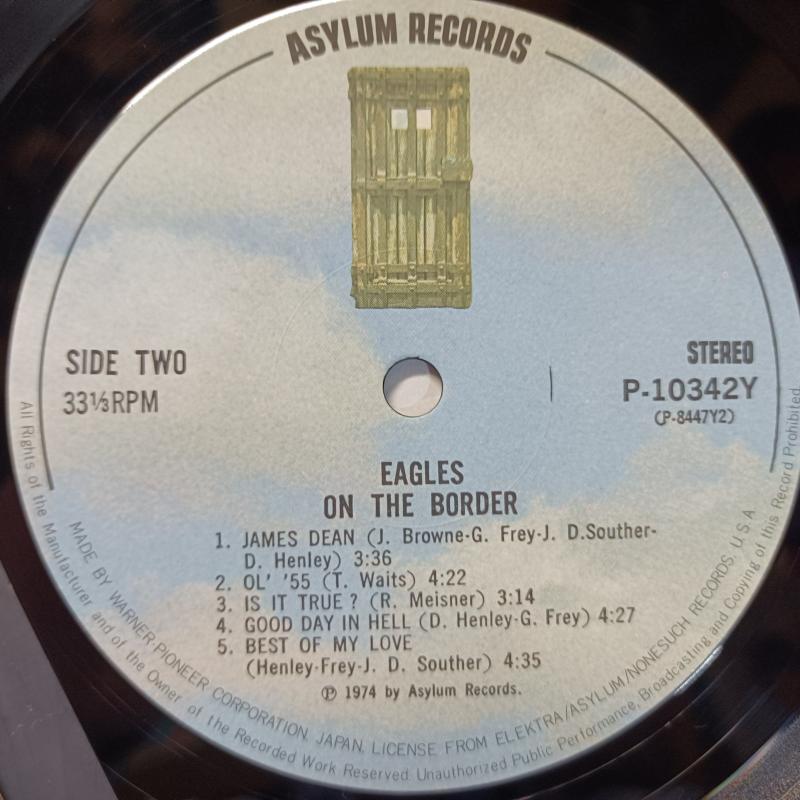 ASYLUM RECORDS
SIDE TWO
33⅓RPM
STEREO
P-10342Y
(P-8447Y2)
EAGLES
ON THE BORDER
1. JAMES DEAN (J. Browne-G. Frey-J. D.Souther-
D. Henley) 3:36
2. OL' '55 (T. Waits) 4:22
3. IS IT TRUE? (R. Meisner) 3:14
4. GOOD DAY IN HELL (D. Henley-G. Frey) 4:27
5. BEST OF MY LOVE
(Henley-Frey-J. D. Souther) 4:35
℗ 1974 by Asylum Records.
MADE BY WARNER-PIONEER CORPORATION, JAPAN, LICENSE FROM ELEKTRA/ASYLUM/NONESUCH RECORDS, U.S.A
All Rights of the Manufacturer and of the Owner of the Recorded Work Reserved. Unauthorized Public Performance, Broadcasting and Copying of this Record Prohibited